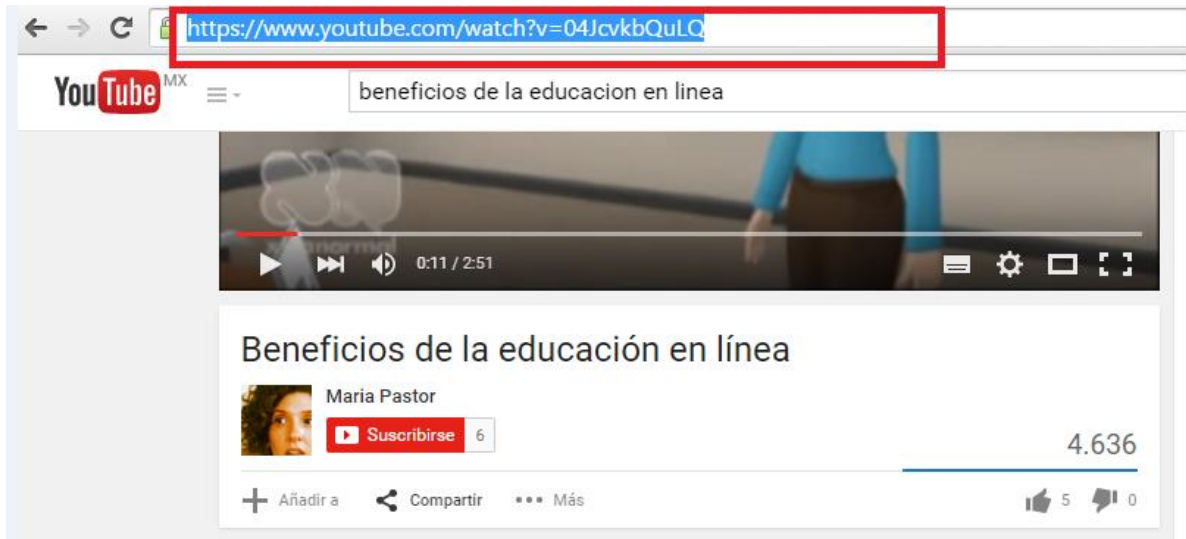 https://www.youtube.com/watch?v=04JcvkbQuLQ
YouTube MX
beneficios de la educacion en linea
0:11 / 2:51
Beneficios de la educación en línea
Maria Pastor
Suscribirse 6
4.636
Añadir a Compartir Más 5 0